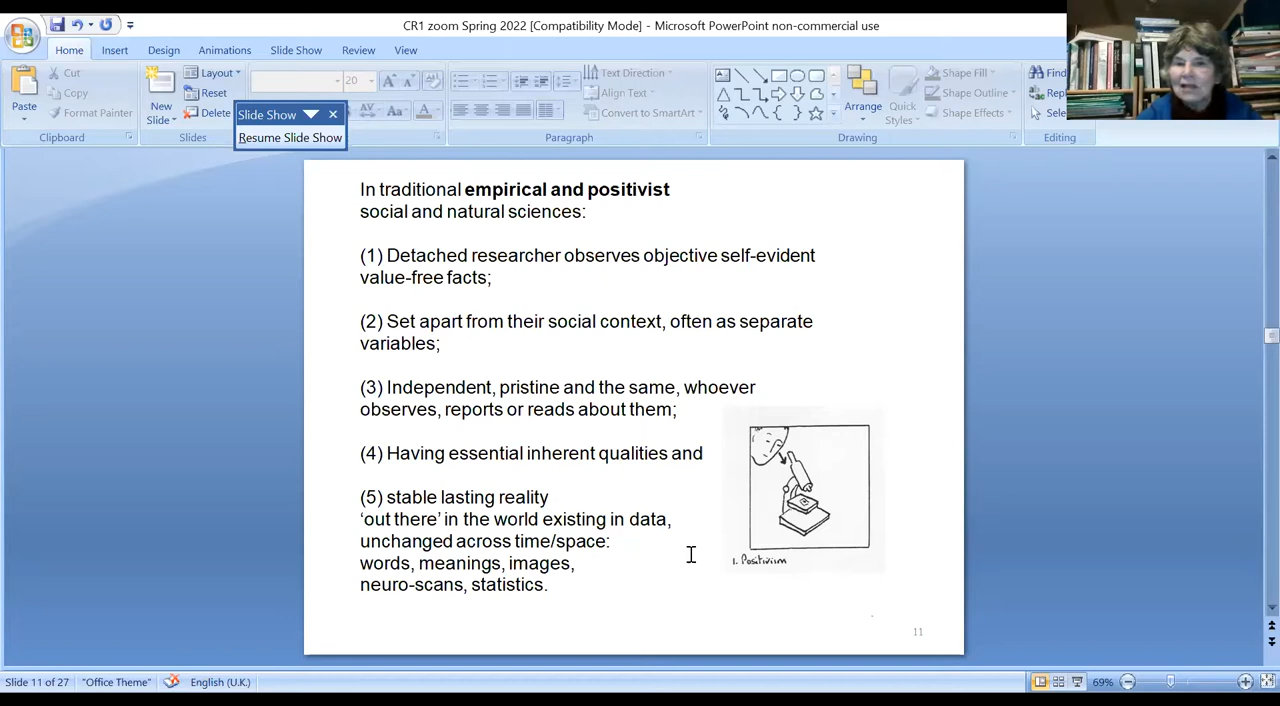 CR1 zoom Spring 2022 [Compatibility Mode] - Microsoft PowerPoint non-commercial use
Home Insert Design Animations Slide Show Review View
Paste
Cut
Copy
Format Painter
Clipboard
New
Slide
Layout
Reset
Delete
Slides
Slide Show
Resume Slide Show
20
Aa
A
Text Direction
Align Text
Convert to SmartArt
Paragraph
Arrange
Quick
Styles
Shape Fill
Shape Outline
Shape Effects
Drawing
Find
Editing
In traditional empirical and positivist
social and natural sciences:
(1) Detached researcher observes objective self-evident
value-free facts;
(2) Set apart from their social context, often as separate
variables;
(3) Independent, pristine and the same, whoever
observes, reports or reads about them;
(4) Having essential inherent qualities and
(5) stable lasting reality
‘out there’ in the world existing in data,
unchanged across time/space:
words, meanings, images,
neuro-scans, statistics.
1. Positivism
11
Slide 11 of 27 "Office Theme" English (U.K.) 69%